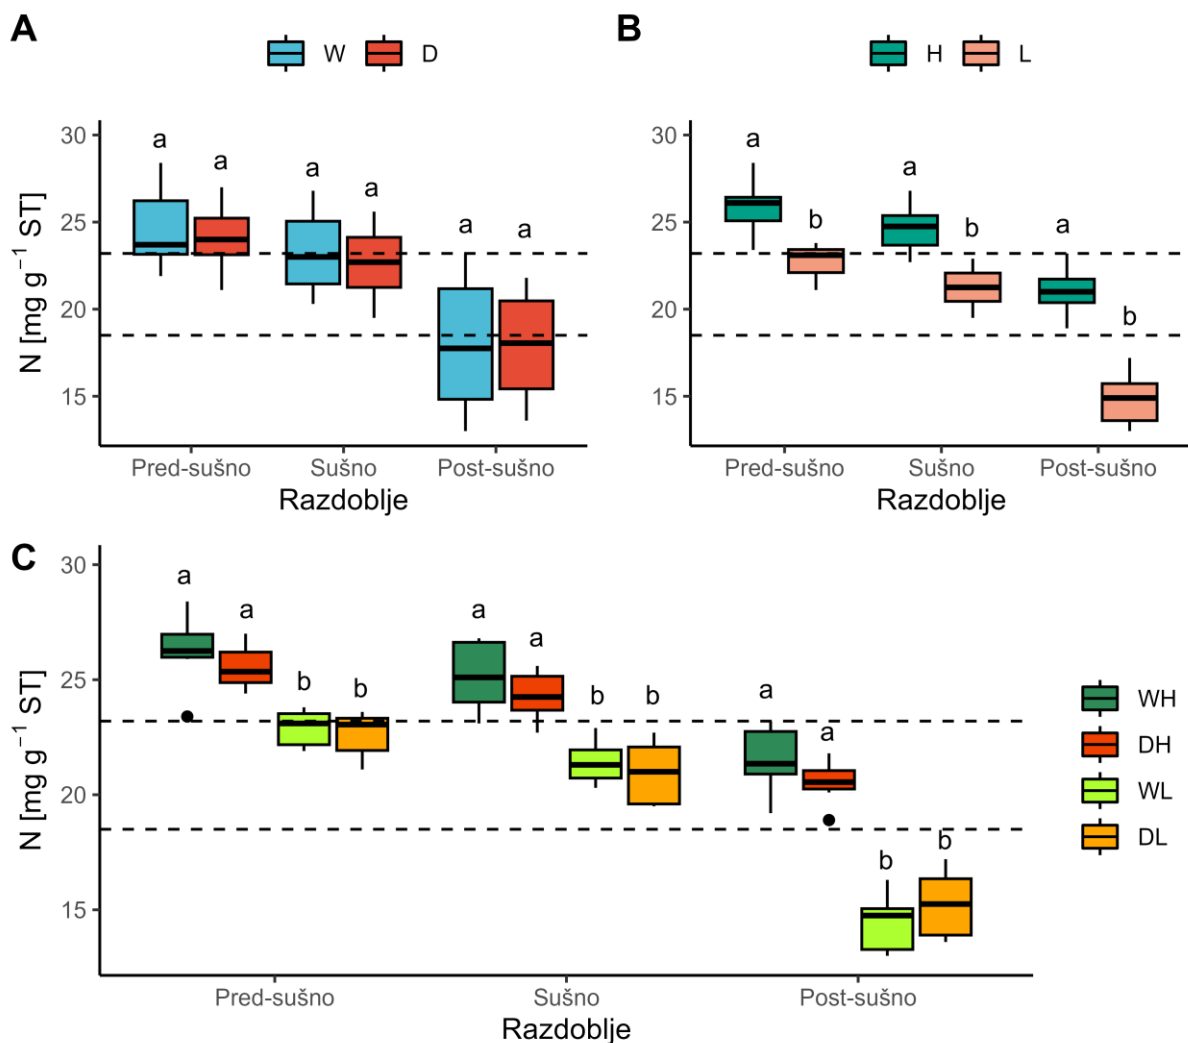 A
W D
N [mg g⁻¹ ST]
30
25
20
15
a a a a a a
Pred-sušno Sušno Post-sušno
Razdoblje
B
H L
30
25
20
15
a b a b a b
Pred-sušno Sušno Post-sušno
Razdoblje
C
N [mg g⁻¹ ST]
30
25
20
15
a a b b a a b b a a b b
Pred-sušno Sušno Post-sušno
Razdoblje
WH
DH
WL
DL